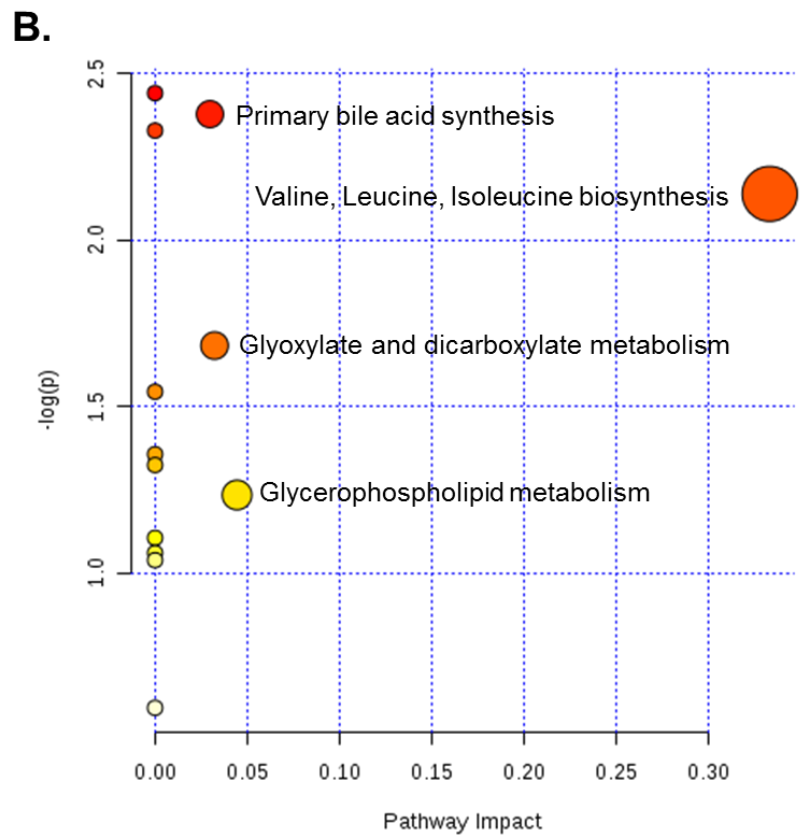 B.
2.5
Primary bile acid synthesis
Valine, Leucine, Isoleucine biosynthesis
2.0
Glyoxylate and dicarboxylate metabolism
-log(p)
1.5
Glycerophospholipid metabolism
1.0
0.00 0.05 0.10 0.15 0.20 0.25 0.30
Pathway Impact